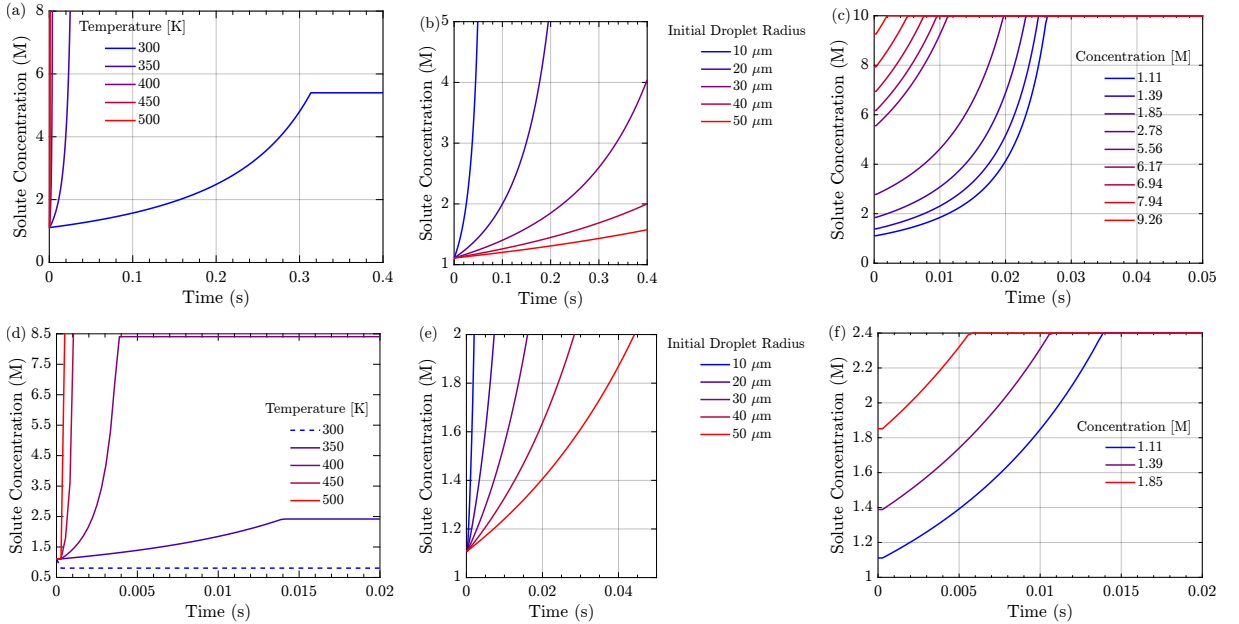 (a)
Solute Concentration (M)
8
6
4
2
0
Temperature [K]
300
350
400
450
500
0 0.1 0.2 0.3 0.4
Time (s)
(b)
Solute Concentration (M)
5
4
3
2
1
0 0.1 0.2 0.3 0.4
Time (s)
Initial Droplet Radius
10 μm
20 μm
30 μm
40 μm
50 μm
(c)
Solute Concentration (M)
10
8
6
4
2
0
Concentration [M]
1.11
1.39
1.85
2.78
5.56
6.17
6.94
7.94
9.26
0 0.01 0.02 0.03 0.04 0.05
Time (s)
(d)
Solute Concentration (M)
8.5
7.5
6.5
5.5
4.5
3.5
2.5
1.5
0.5
Temperature [K]
300
350
400
450
500
0 0.005 0.01 0.015 0.02
Time (s)
(e)
Solute Concentration (M)
2
1.8
1.6
1.4
1.2
1
0 0.02 0.04
Time (s)
Initial Droplet Radius
10 μm
20 μm
30 μm
40 μm
50 μm
(f)
Solute Concentration (M)
2.4
2.2
2
1.8
1.6
1.4
1.2
1
Concentration [M]
1.11
1.39
1.85
0 0.005 0.01 0.015 0.02
Time (s)